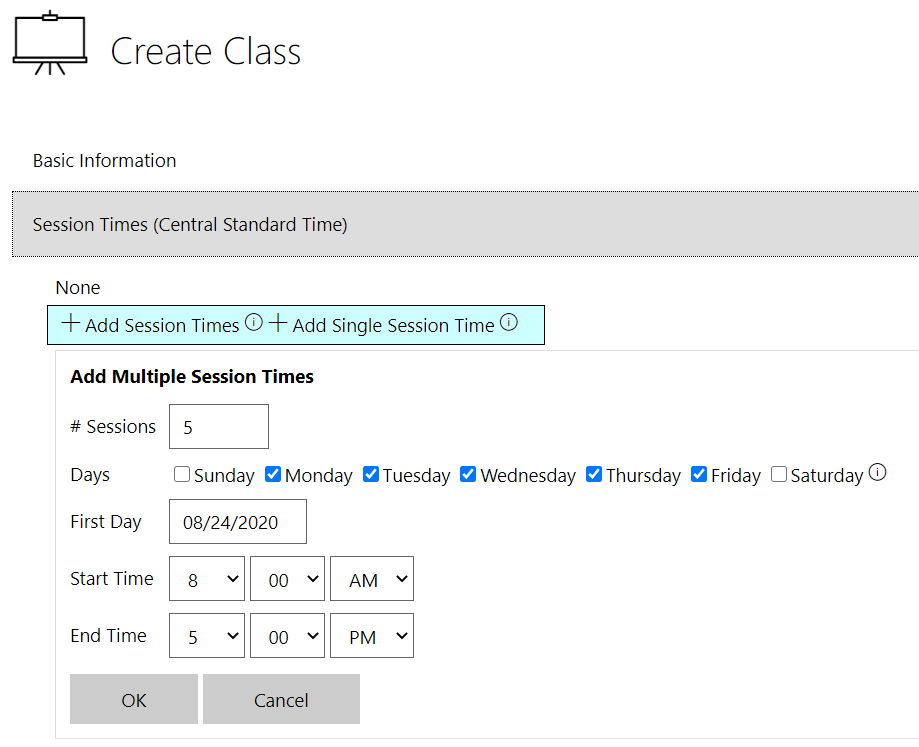 Create Class
Basic Information
Session Times (Central Standard Time)
None
Add Session Times Add Single Session Time
Add Multiple Session Times
# Sessions 5
Days Sunday Monday Tuesday Wednesday Thursday Friday Saturday
First Day 08/24/2020
Start Time 8 00 AM
End Time 5 00 PM
OK Cancel